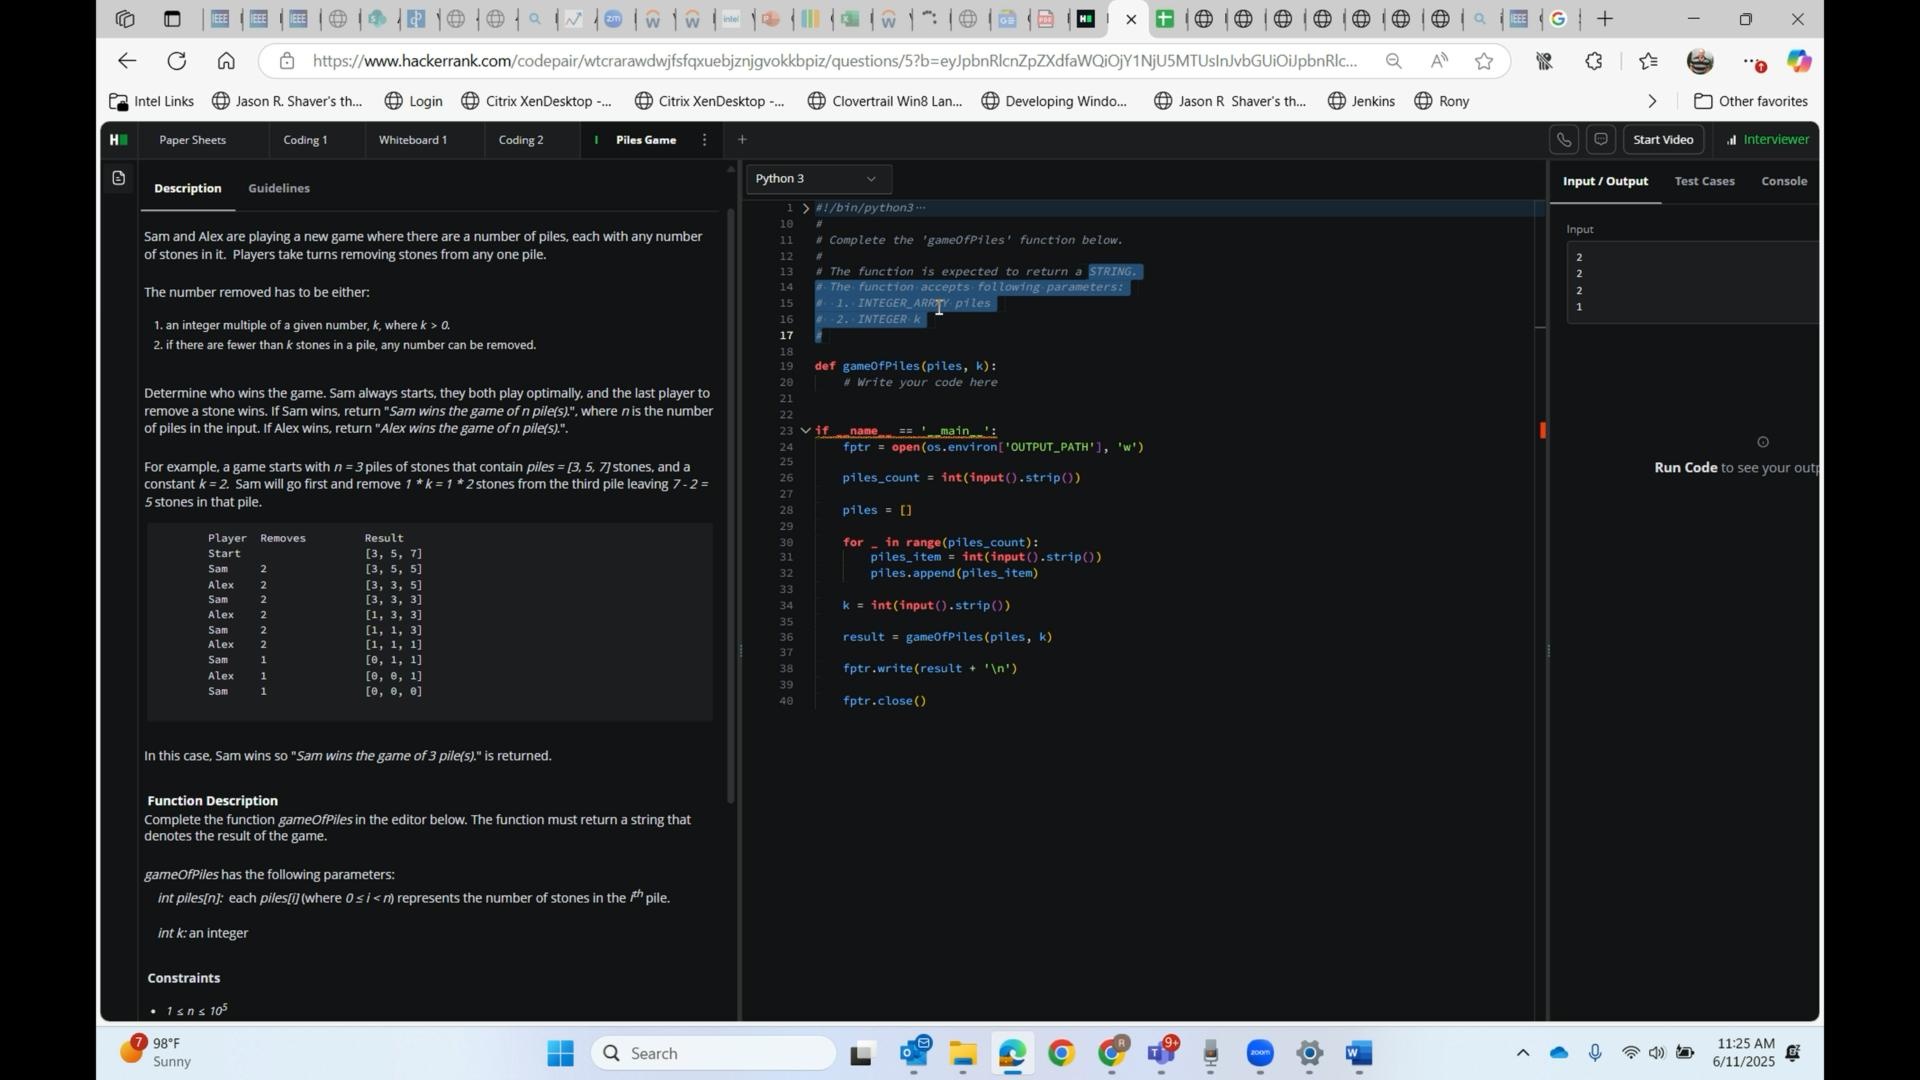 https://www.hackerrank.com/codepair/wtcrarawdwjfsfqxuebjznjgvokkbpiz/questions/5?b=eyJpbnRlcnZpZXdfaWQiOjY1NjU5MTUsInJvbGUiOiJpbnRlc...
Intel Links Jason R. Shaver's th... Login Citrix XenDesktop -... Citrix XenDesktop -... Clovertrail Win8 Lan... Developing Windo... Jason R Shaver's th... Jenkins Rony Other favorites
Paper Sheets Coding 1 Whiteboard 1 Coding 2 Piles Game Start Video Interviewer
Description Guidelines
Sam and Alex are playing a new game where there are a number of piles, each with any number
of stones in it. Players take turns removing stones from any one pile.
The number removed has to be either:
1. an integer multiple of a given number, k, where k > 0.
2. if there are fewer than k stones in a pile, any number can be removed.
Determine who wins the game. Sam always starts, they both play optimally, and the last player to
remove a stone wins. If Sam wins, return "Sam wins the game of n pile(s).", where n is the number
of piles in the input. If Alex wins, return "Alex wins the game of n pile(s).".
For example, a game starts with n = 3 piles of stones that contain piles = [3, 5, 7] stones, and a
constant k = 2. Sam will go first and remove 1 * k = 1 * 2 stones from the third pile leaving 7 - 2 =
5 stones in that pile.
Player Removes Result
Start [3, 5, 7]
Sam 2 [3, 5, 5]
Alex 2 [3, 3, 5]
Sam 2 [3, 3, 3]
Alex 2 [1, 3, 3]
Sam 2 [1, 1, 3]
Alex 2 [1, 1, 1]
Sam 1 [0, 1, 1]
Alex 1 [0, 0, 1]
Sam 1 [0, 0, 0]
In this case, Sam wins so "Sam wins the game of 3 pile(s)." is returned.
Function Description
Complete the function gameOfPiles in the editor below. The function must return a string that
denotes the result of the game.
gameOfPiles has the following parameters:
int piles[n]: each piles[i] (where 0 ≤ i < n) represents the number of stones in the ith pile.
int k: an integer
Constraints
• 1 ≤ n ≤ 10^5
Python 3
1 #!/bin/python3…
10 #
11 # Complete the 'gameOfPiles' function below.
12 #
13 # The function is expected to return a STRING.
14 # The function accepts following parameters:
15 # 1. INTEGER_ARRAY piles
16 # 2. INTEGER k
17 #
18
19 def gameOfPiles(piles, k):
20 # Write your code here
21
22
23 if __name__ == '__main__':
24 fptr = open(os.environ['OUTPUT_PATH'], 'w')
25
26 piles_count = int(input().strip())
27
28 piles = []
29
30 for _ in range(piles_count):
31 piles_item = int(input().strip())
32 piles.append(piles_item)
33
34 k = int(input().strip())
35
36 result = gameOfPiles(piles, k)
37
38 fptr.write(result + '\n')
39
40 fptr.close()
Input / Output Test Cases Console
Input
2
2
2
1
Run Code to see your outp
7 98°F
Sunny
Search
9+
zoom
11:25 AM
6/11/2025